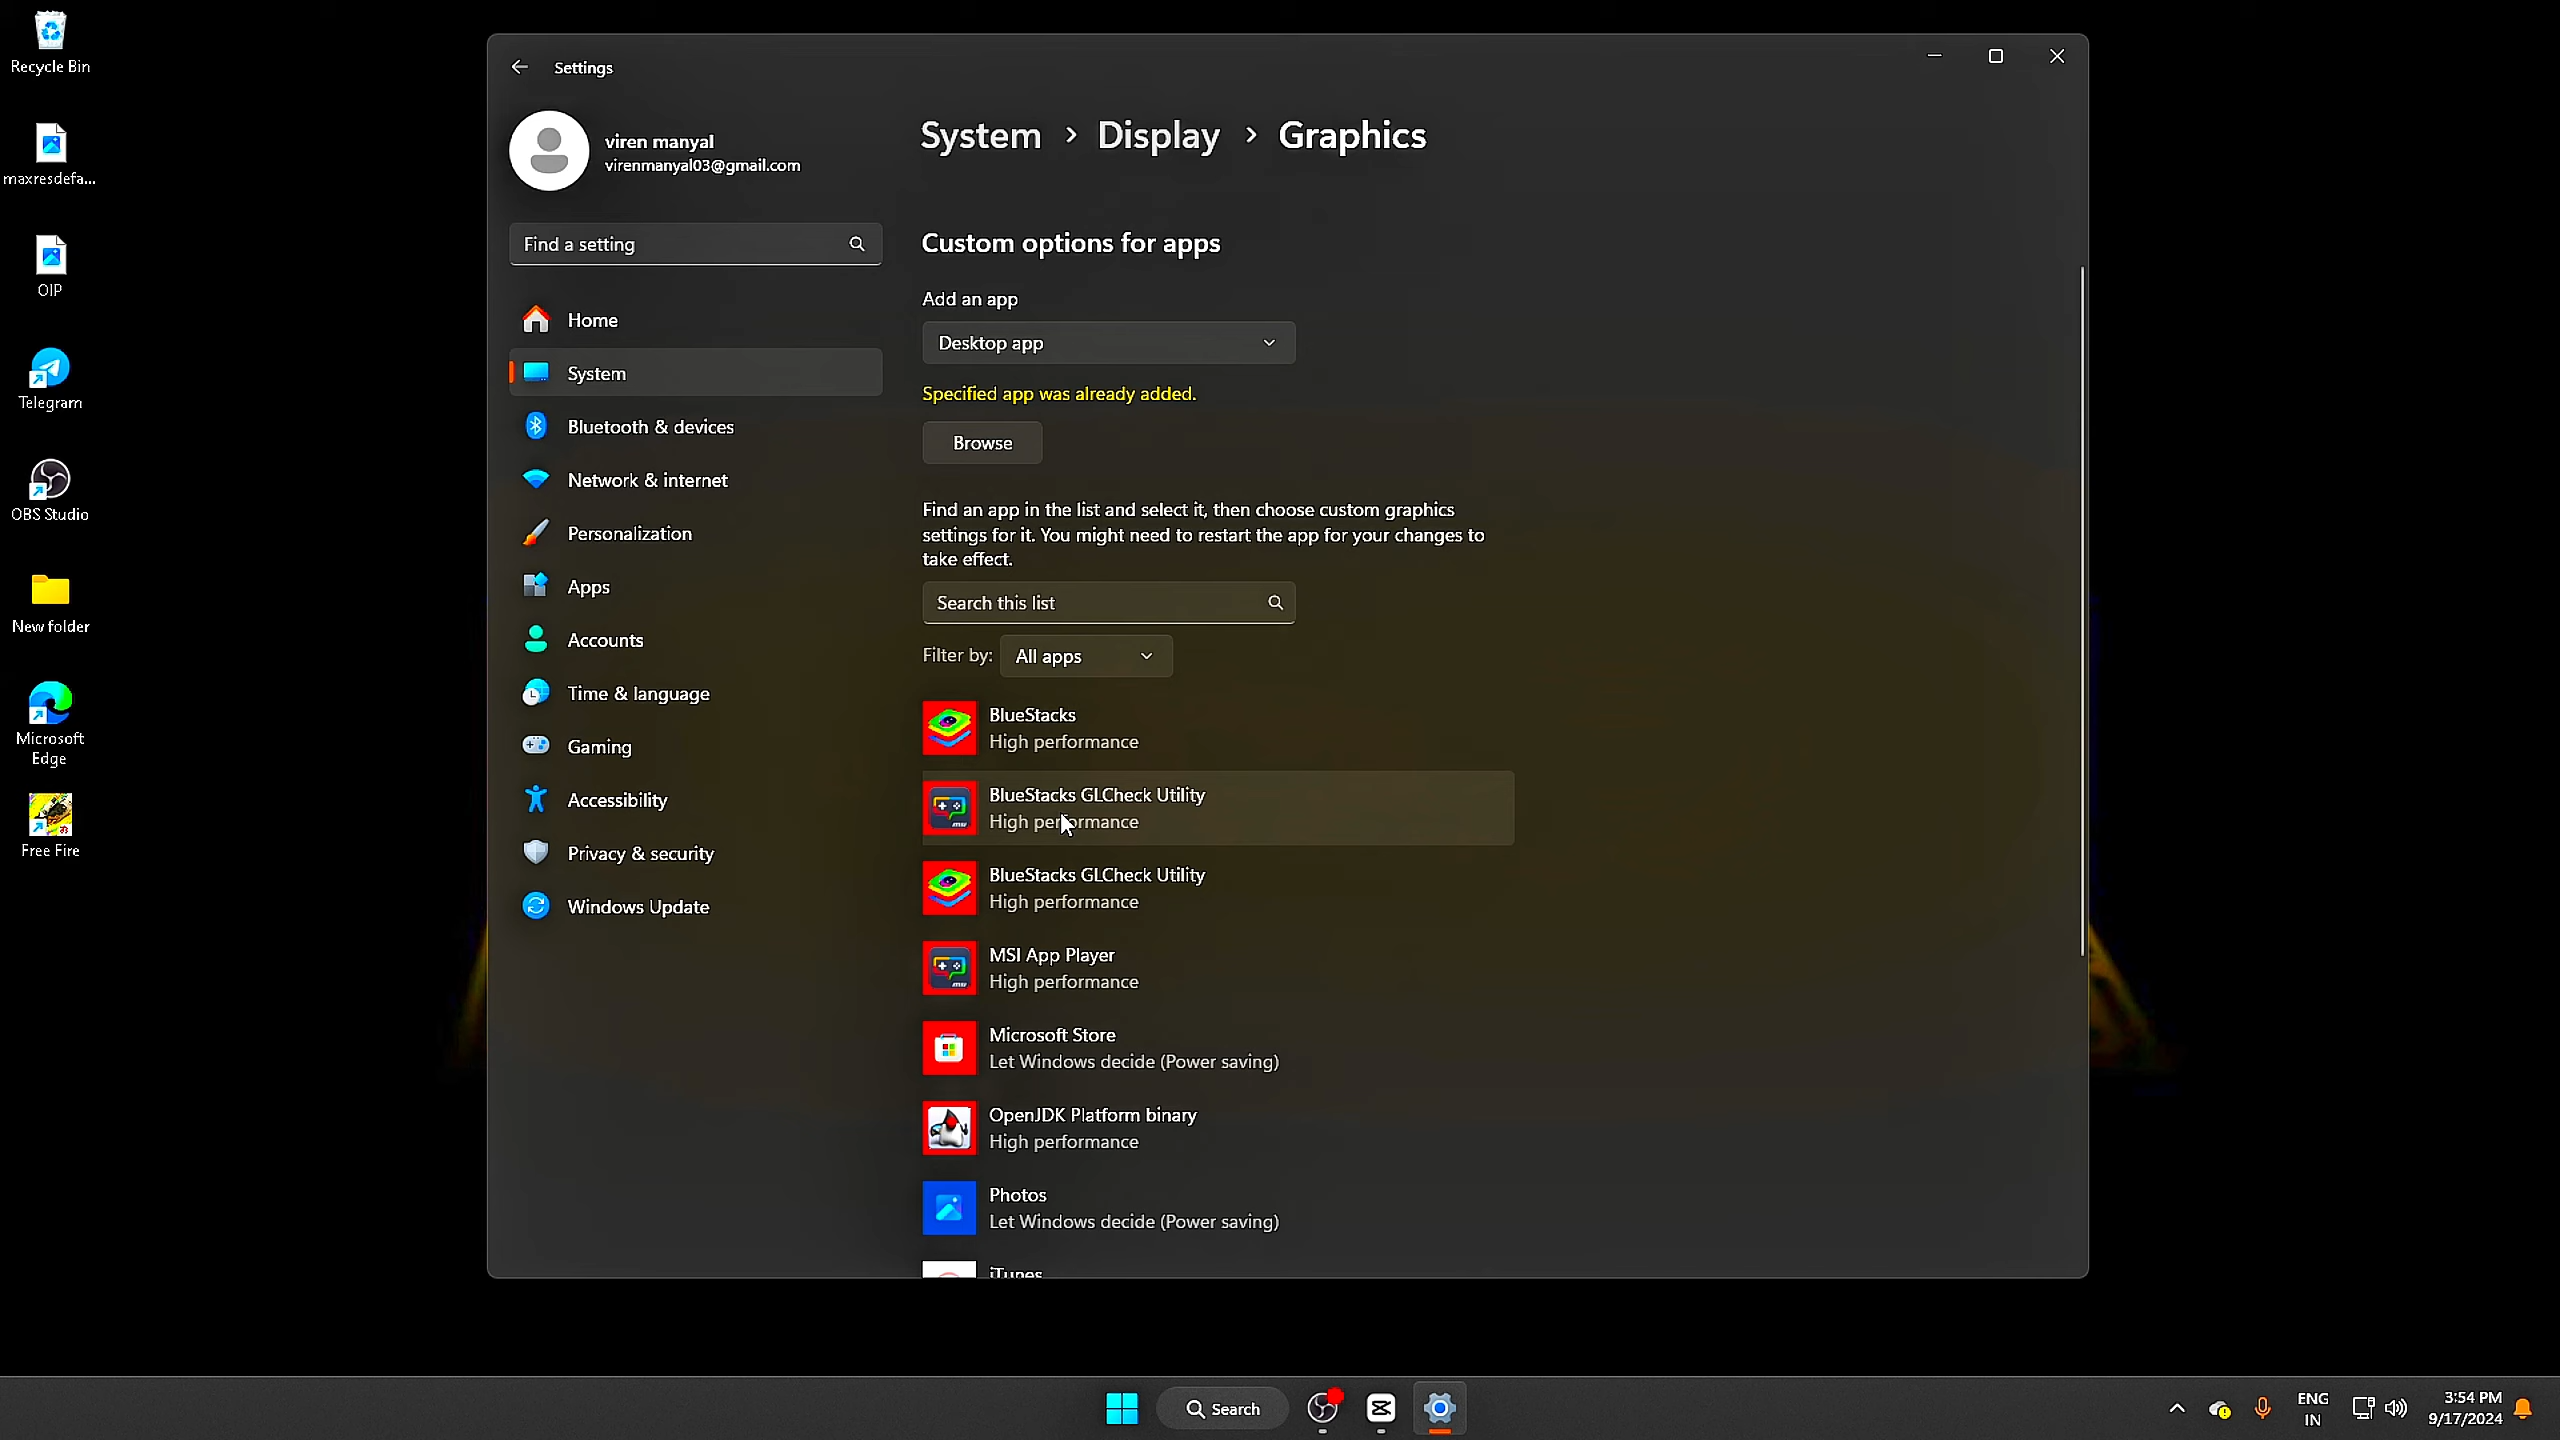 Recycle Bin
maxresdefa...
OIP
Telegram
OBS Studio
New folder
Microsoft
Edge
Free Fire
Settings
viren manyal
virenmanyal03@gmail.com
Find a setting
Home
System
Bluetooth & devices
Network & internet
Personalization
Apps
Accounts
Time & language
Gaming
Accessibility
Privacy & security
Windows Update
System > Display > Graphics
Custom options for apps
Add an app
Desktop app
Specified app was already added.
Browse
Find an app in the list and select it, then choose custom graphics
settings for it. You might need to restart the app for your changes to
take effect.
Search this list
Filter by: All apps
BlueStacks
High performance
BlueStacks GLCheck Utility
High performance
BlueStacks GLCheck Utility
High performance
MSI App Player
High performance
Microsoft Store
Let Windows decide (Power saving)
OpenJDK Platform binary
High performance
Photos
Let Windows decide (Power saving)
iTunes
Search
ENG
IN
3:54 PM
9/17/2024